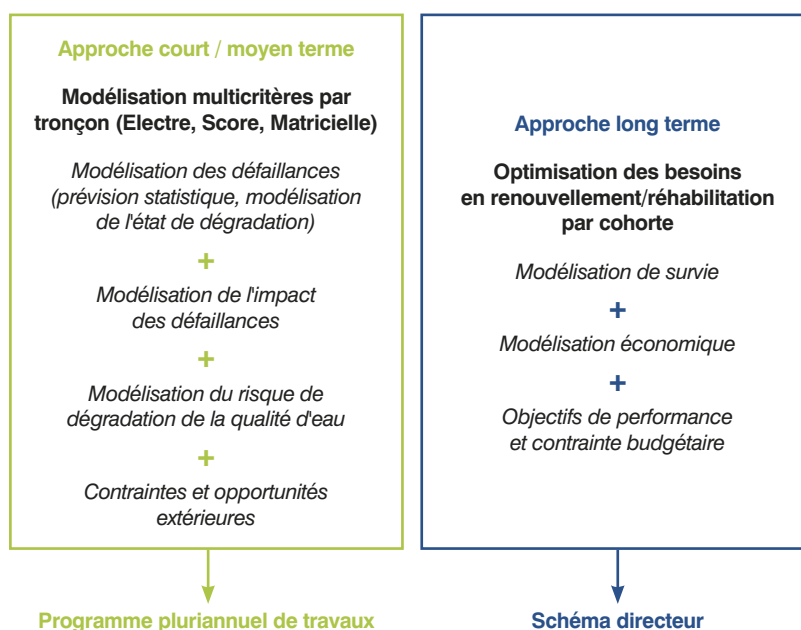 Approche court / moyen terme
Modélisation multicritères par
tronçon (Electre, Score, Matricielle)
Modélisation des défaillances
(prévision statistique, modélisation
de l'état de dégradation)
+
Modélisation de l'impact
des défaillances
+
Modélisation du risque de
dégradation de la qualité d'eau
+
Contraintes et opportunités
extérieures
Programme pluriannuel de travaux
Approche long terme
Optimisation des besoins
en renouvellement/réhabilitation
par cohorte
Modélisation de survie
+
Modélisation économique
+
Objectifs de performance
et contrainte budgétaire
Schéma directeur